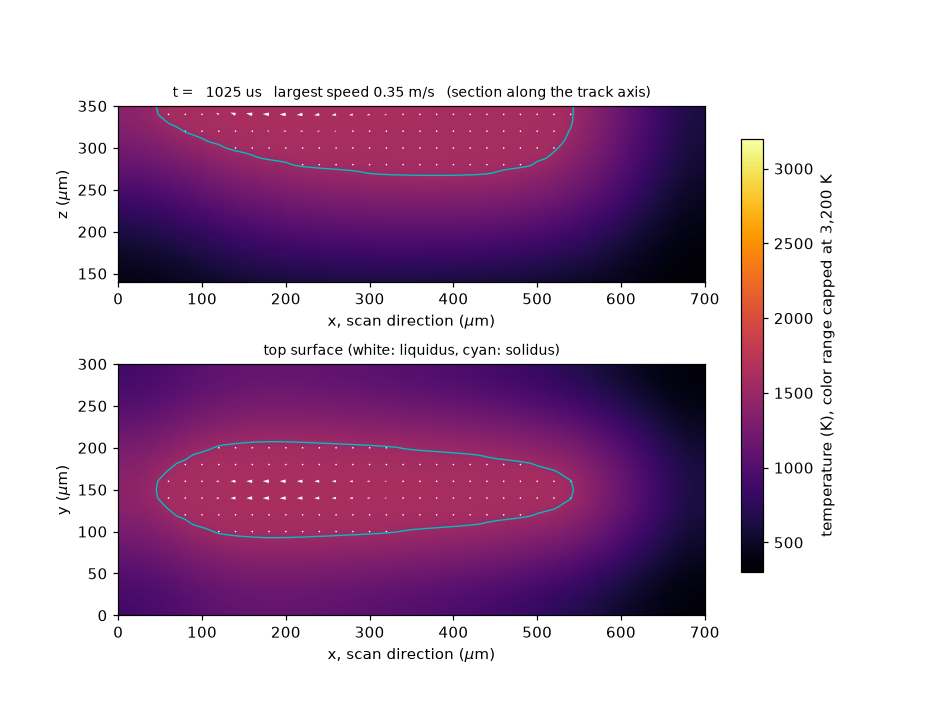 t =   1025 us   largest speed 0.35 m/s   (section along the track axis)
350
300
250
200
150
z (μm)
0 100 200 300 400 500 600 700
x, scan direction (μm)
top surface (white: liquidus, cyan: solidus)
300
250
200
150
100
50
0
y (μm)
0 100 200 300 400 500 600 700
x, scan direction (μm)
3000
2500
2000
1500
1000
500
temperature (K), color range capped at 3,200 K